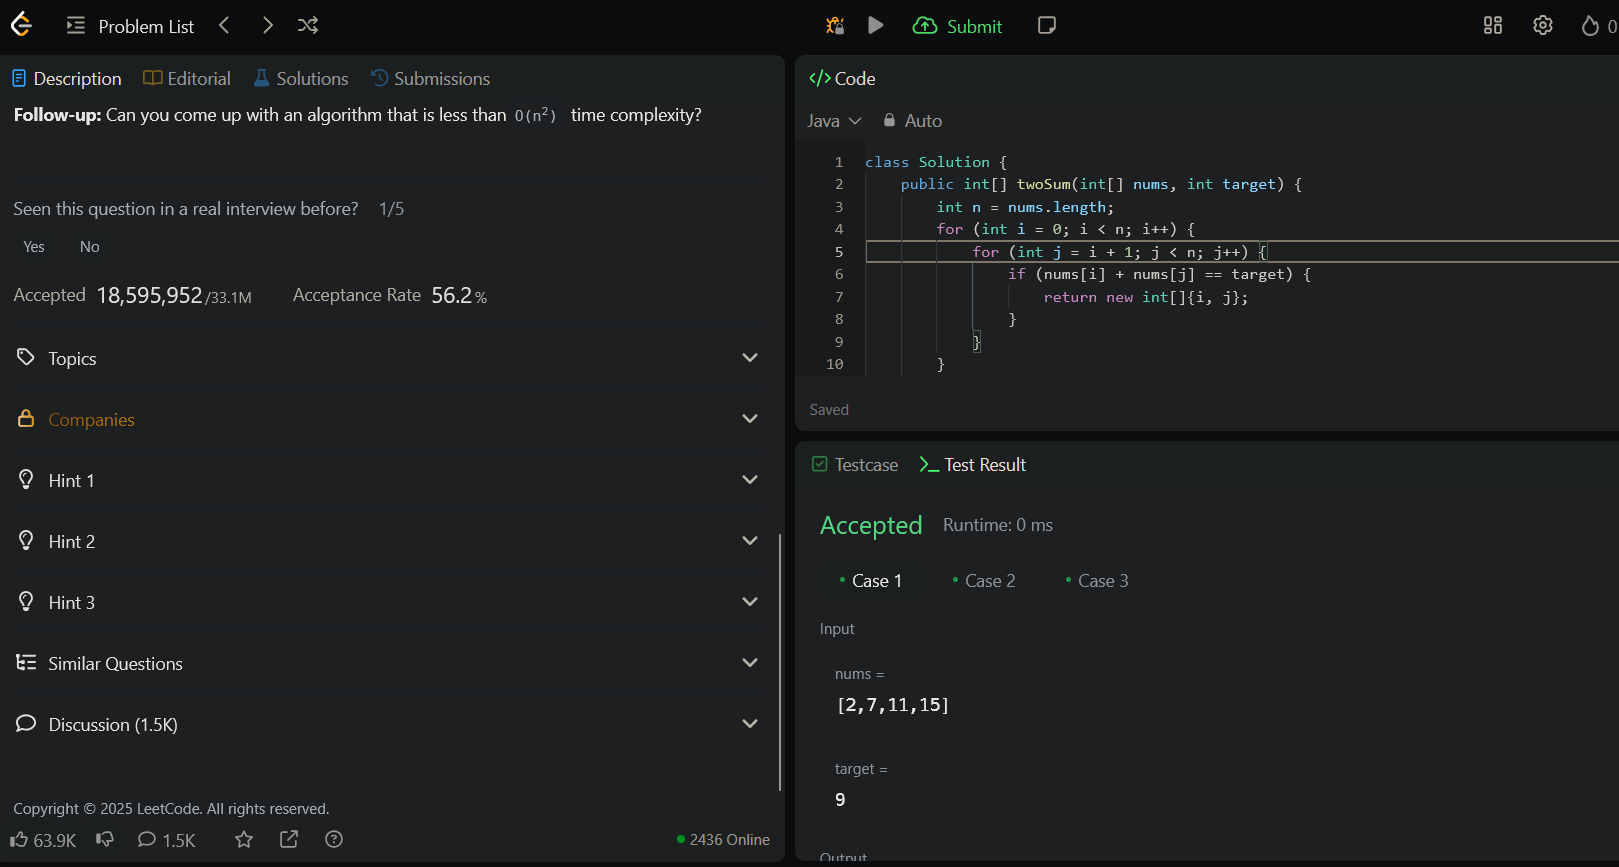 Problem List
Submit
0
Description Editorial Solutions Submissions
Follow-up: Can you come up with an algorithm that is less than O(n²) time complexity?
Seen this question in a real interview before? 1/5
Yes No
Accepted 18,595,952/33.1M Acceptance Rate 56.2%
Topics
Companies
Hint 1
Hint 2
Hint 3
Similar Questions
Discussion (1.5K)
Copyright © 2025 LeetCode. All rights reserved.
63.9K 1.5K 2436 Online
</> Code
Java Auto
1 class Solution {
2 public int[] twoSum(int[] nums, int target) {
3 int n = nums.length;
4 for (int i = 0; i < n; i++) {
5 for (int j = i + 1; j < n; j++) {
6 if (nums[i] + nums[j] == target) {
7 return new int[]{i, j};
8 }
9 }
10 }
Saved
Testcase >_ Test Result
Accepted Runtime: 0 ms
• Case 1 • Case 2 • Case 3
Input
nums =
[2,7,11,15]
target =
9
Output